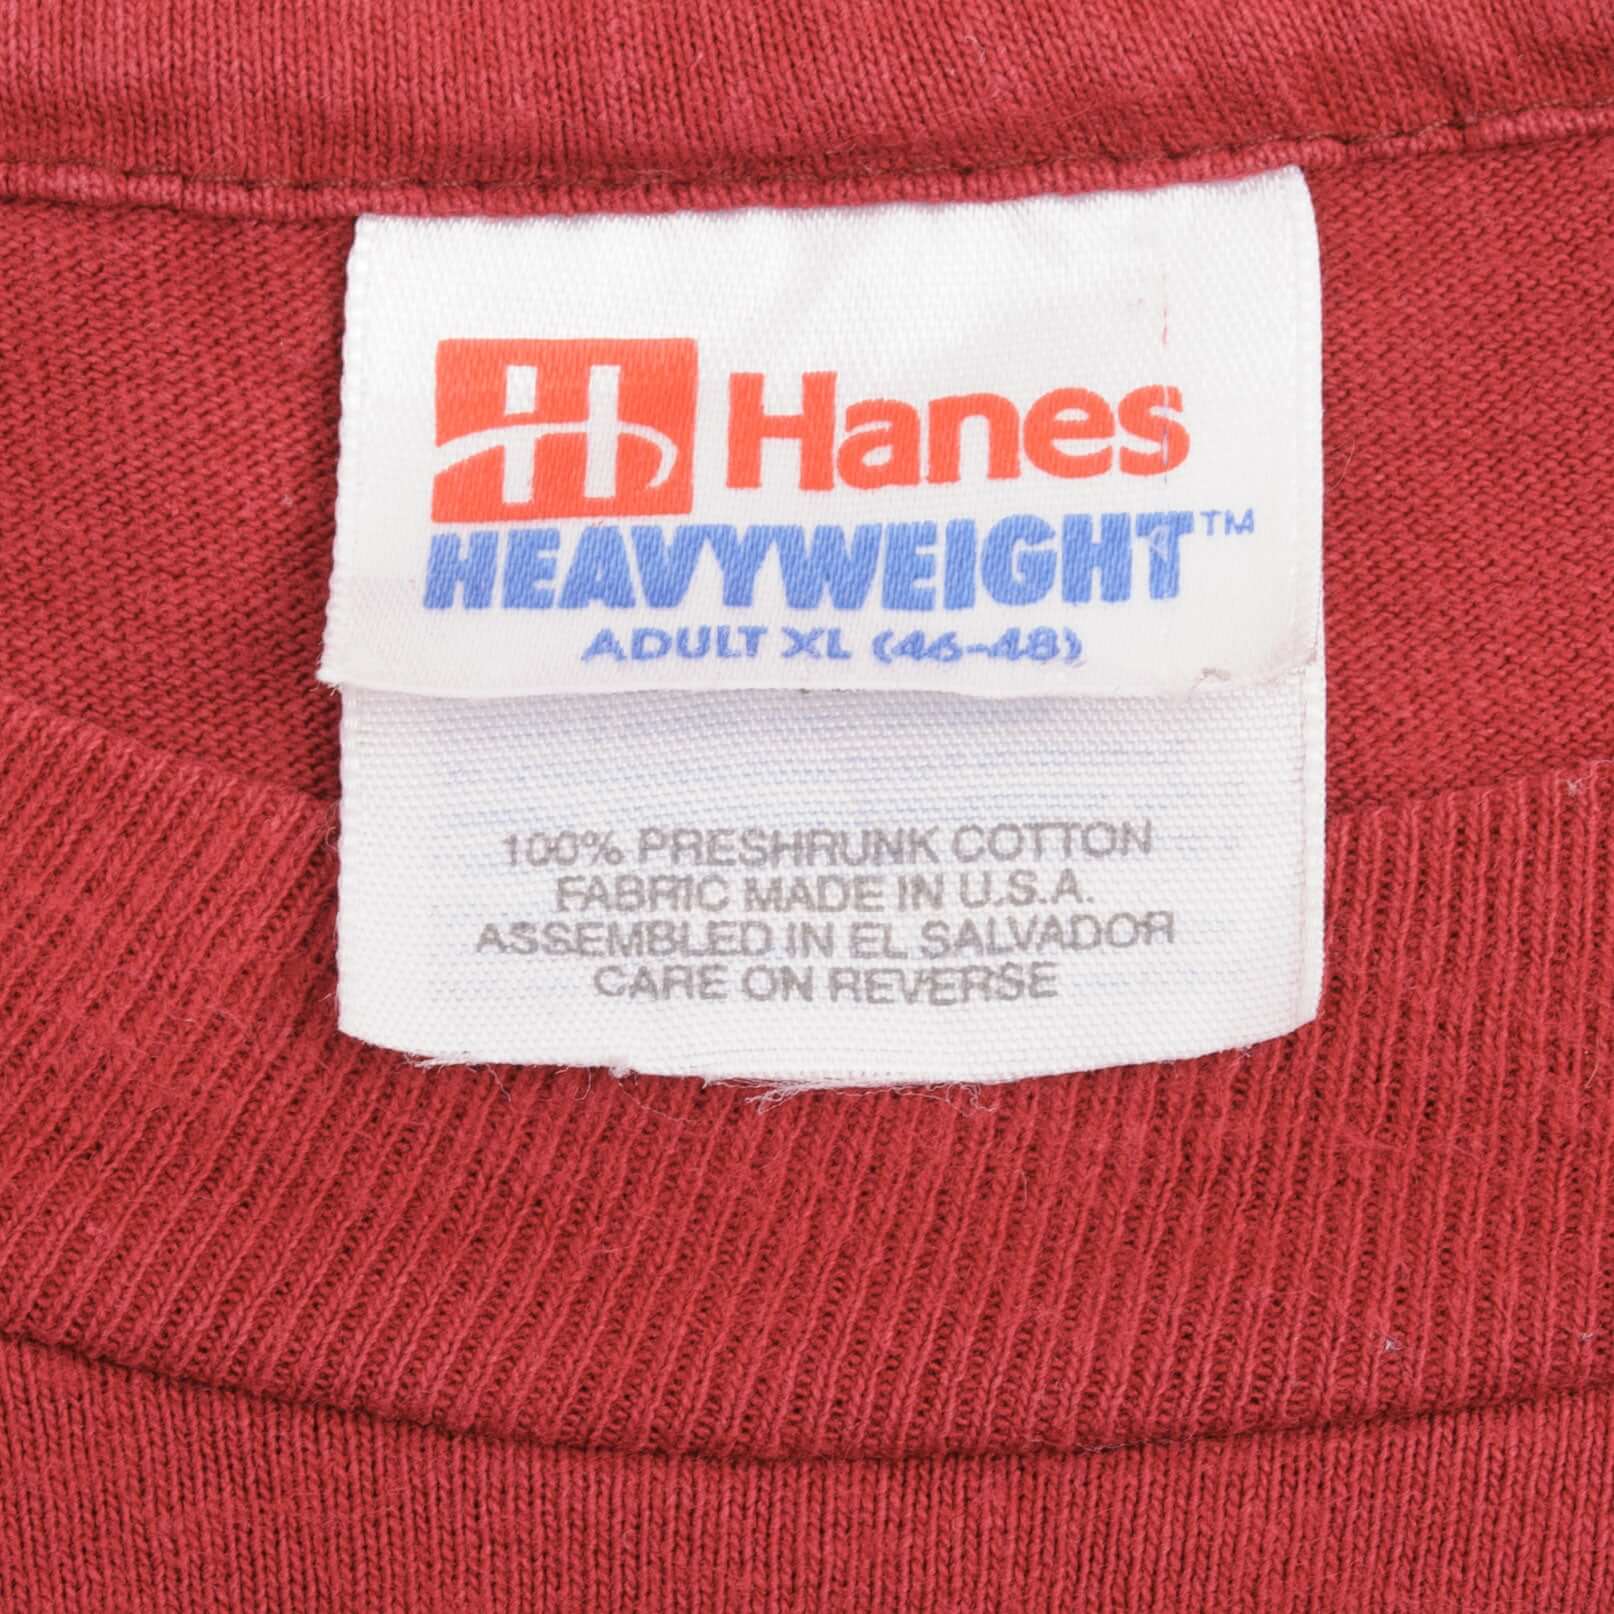 H Hanes
HEAVYWEIGHT™
ADULT XL (46-48)
100% PRESHRUNK COTTON
FABRIC MADE IN U.S.A.
ASSEMBLED IN EL SALVADOR
CARE ON REVERSE